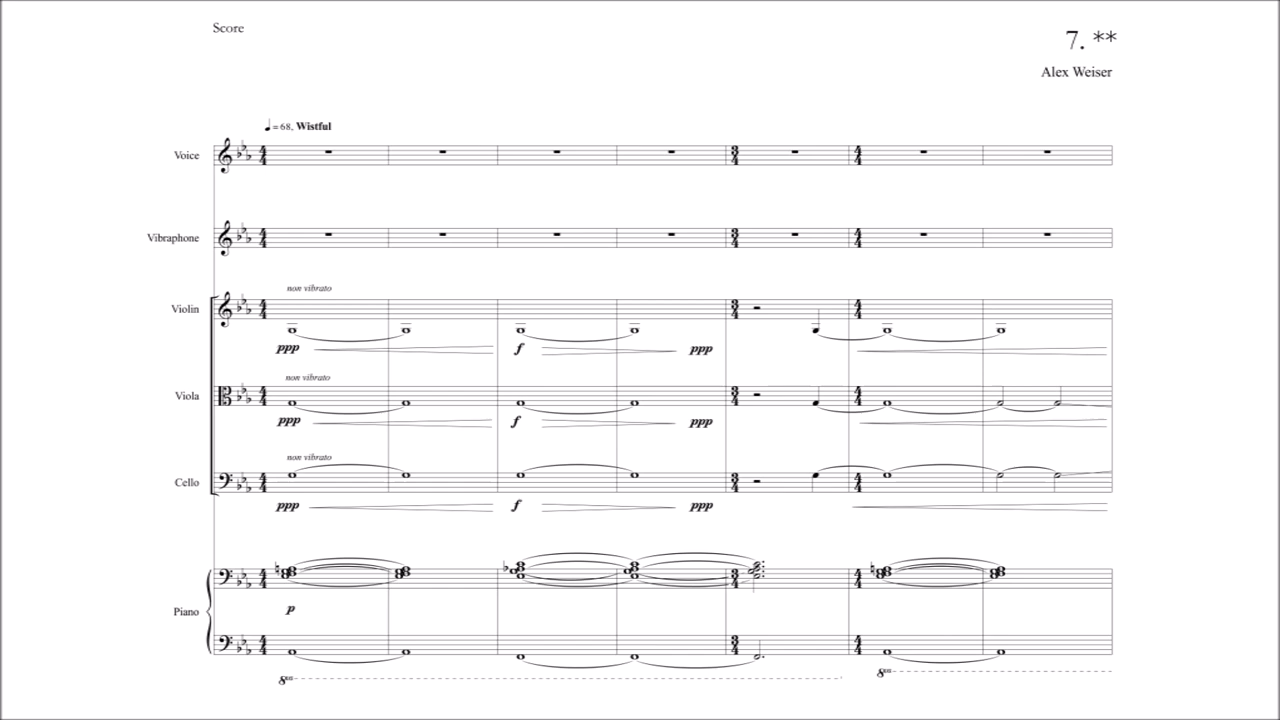 Score
7. **
Alex Weiser
♩ = 68, Wistful
Voice
Vibraphone
non vibrato
Violin
ppp f ppp
non vibrato
Viola
ppp f ppp
non vibrato
Cello
ppp f ppp
Piano
p
8va 8va